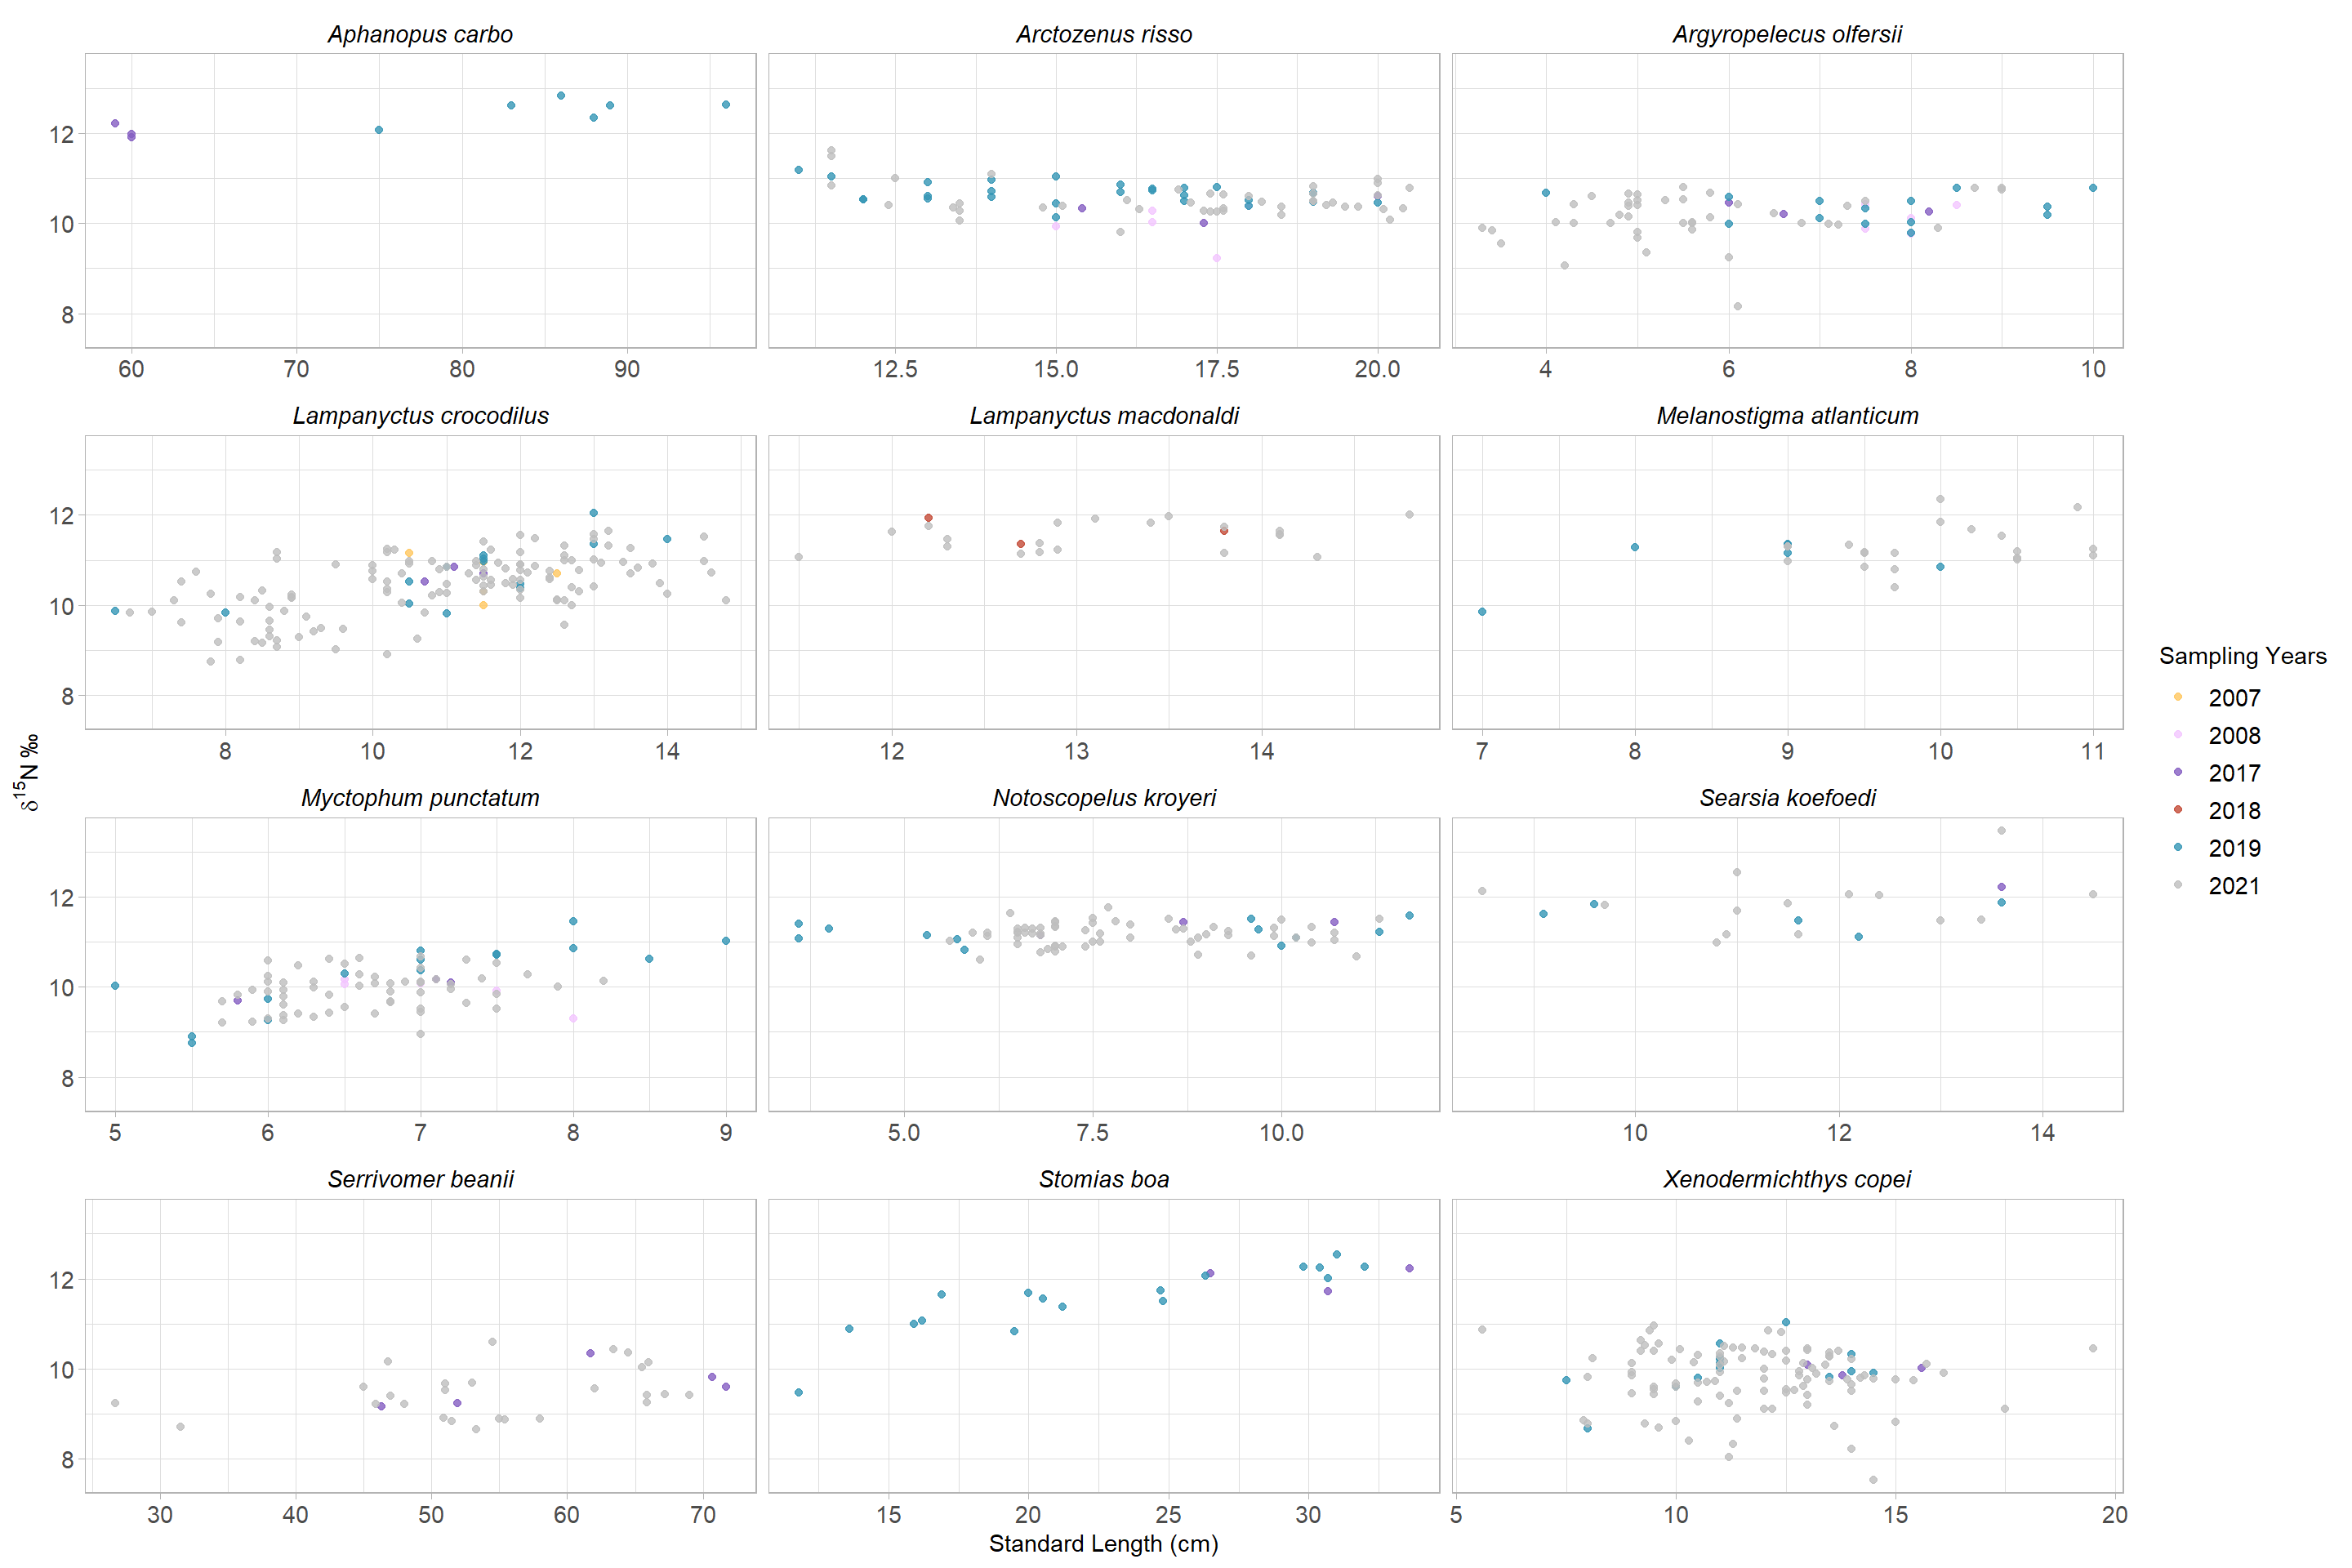 Aphanopus carbo
Arctozenus risso
Argyropelecus olfersii
12
10
8
60 70 80 90
12.5 15.0 17.5 20.0
4 6 8 10
Lampanyctus crocodilus
Lampanyctus macdonaldi
Melanostigma atlanticum
12
10
8
8 10 12 14
12 13 14
7 8 9 10 11
Myctophum punctatum
Notoscopelus kroyeri
Searsia koefoedi
12
10
8
5 6 7 8 9
5.0 7.5 10.0
10 12 14
Serrivomer beanii
Stomias boa
Xenodermichthys copei
12
10
8
30 40 50 60 70
15 20 25 30
5 10 15 20
Standard Length (cm)
δ¹⁵N ‰
Sampling Years
2007
2008
2017
2018
2019
2021